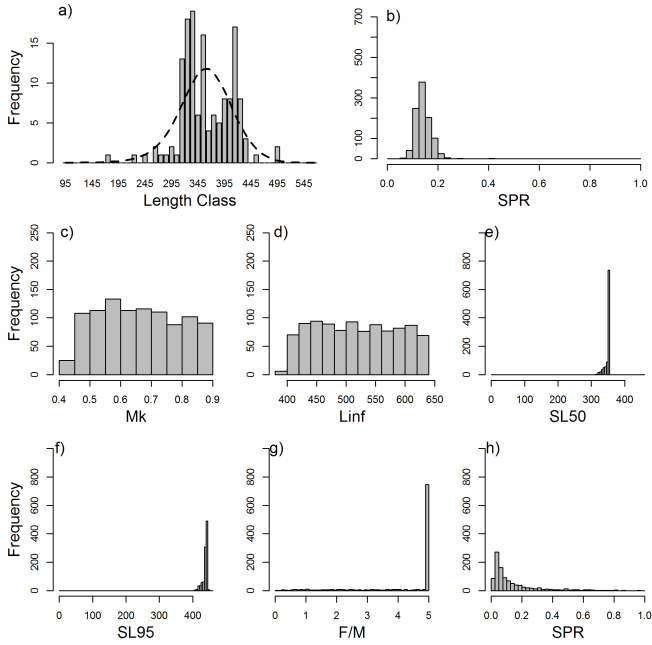 a)
Frequency
0 5 10 15
95 145 195 245 295 345 395 445 495 545
Length Class
b)
0 100 300 500 700
0.0 0.2 0.4 0.6 0.8 1.0
SPR
c)
Frequency
0 50 100 150 200 250
0.4 0.5 0.6 0.7 0.8 0.9
Mk
d)
0 50 100 150 200 250
400 450 500 550 600 650
Linf
e)
0 200 400 600 800
0 100 200 300 400
SL50
f)
Frequency
0 200 400 600 800
0 100 200 300 400
SL95
g)
0 200 400 600 800
0 1 2 3 4 5
F/M
h)
0 200 400 600 800
0.0 0.2 0.4 0.6 0.8 1.0
SPR